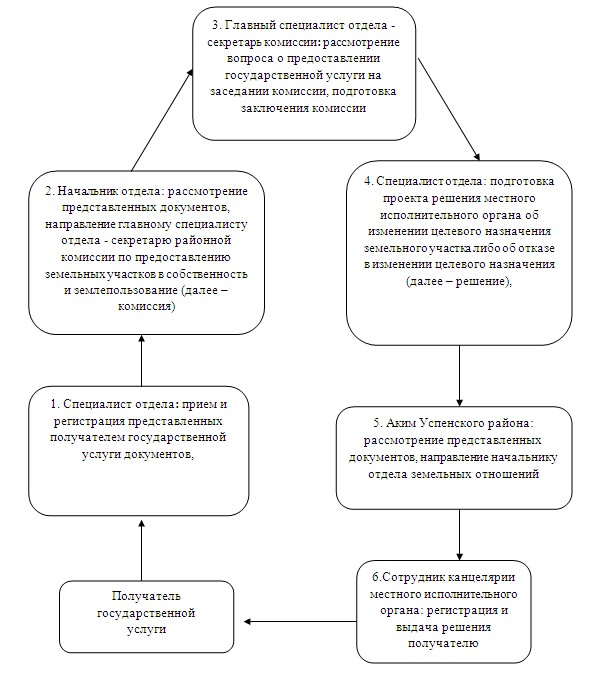 3. Главный специалист отдела -
секретарь комиссии: рассмотрение
вопроса о предоставлении
государственной услуги на
заседании комиссии, подготовка
заключения комиссии
2. Начальник отдела: рассмотрение
представленных документов,
направление главному специалисту
отдела - секретарю районной
комиссии по предоставлению
земельных участков в собственность
и землепользование (далее –
комиссия)
4. Специалист отдела: подготовка
проекта решения местного
исполнительного органа об
изменении целевого назначения
земельного участка либо об отказе
в изменении целевого назначения
(далее – решение),
1. Специалист отдела: прием и
регистрация представленных
получателем государственной
услуги документов,
5. Аким Успенского района:
рассмотрение представленных
документов, направление начальнику
отдела земельных отношений
Получатель
государственной
услуги
6.Сотрудник канцелярии
местного исполнительного
органа: регистрация и
выдача решения
получателю